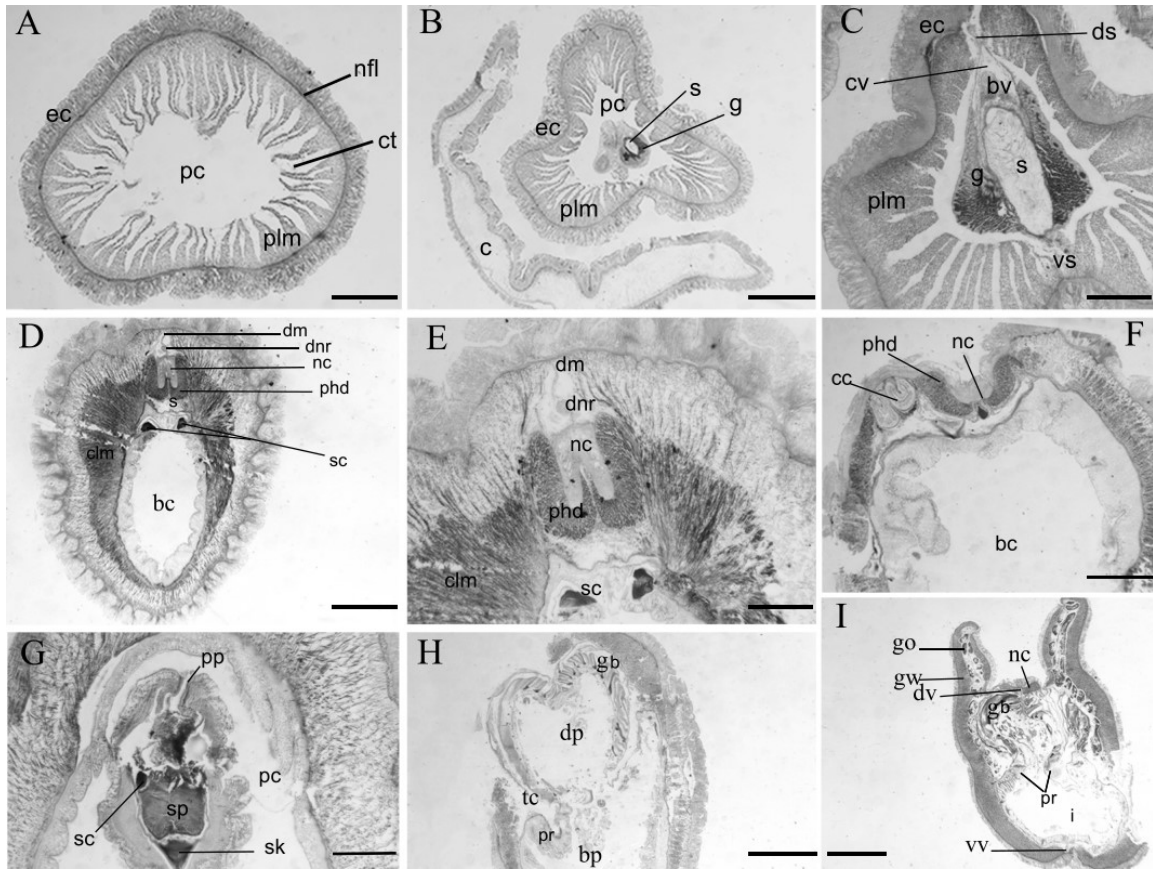 A
nfl
ec
ct
pc
plm
B
s
pc
g
ec
plm
c
C
ec
ds
cv
bv
g
s
plm
vs
D
dm
dnr
nc
phd
s
sc
clm
bc
E
dm
dnr
nc
phd
clm
sc
F
phd
nc
cc
bc
G
pp
pc
sp
sc
sk
H
gb
dp
tc
pr
bp
I
go
nc
gw
dv
gb
pr
i
vv